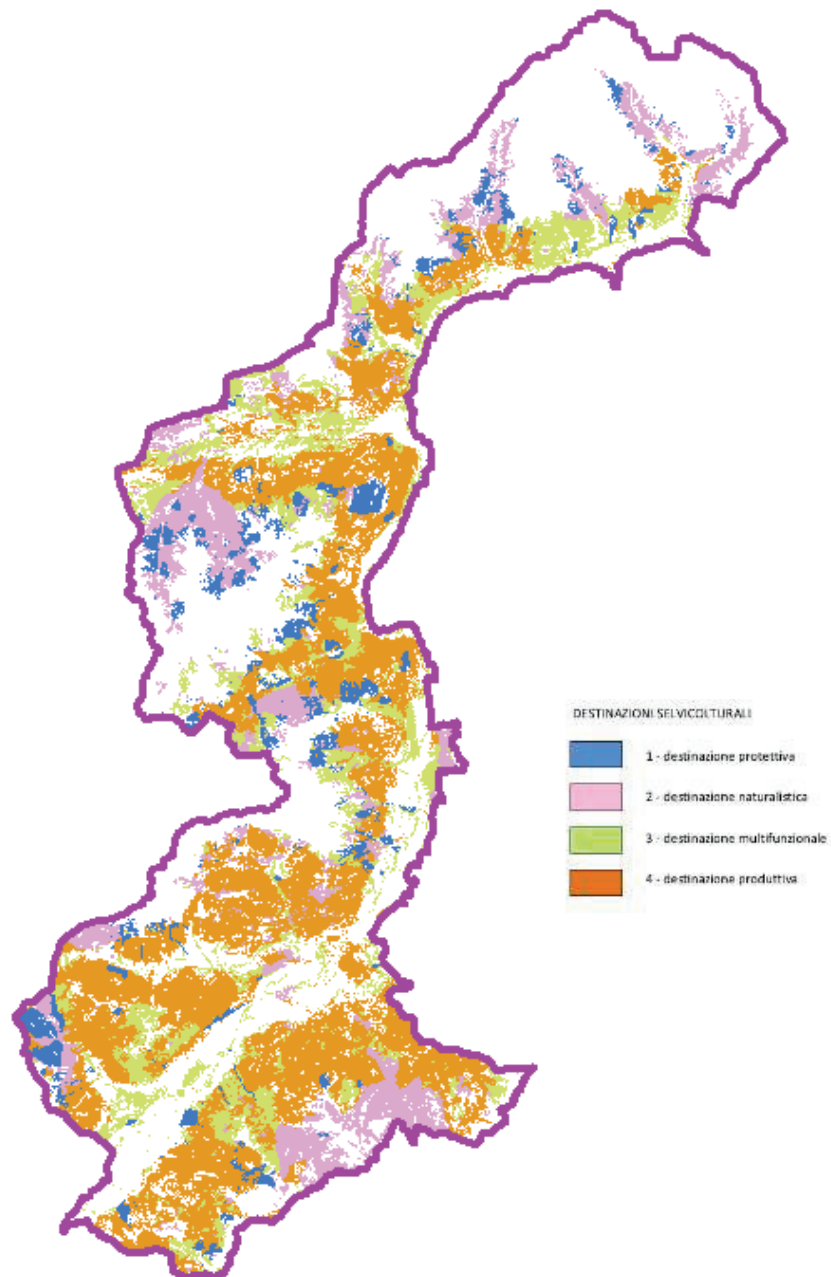 DESTINAZIONI SELVICOLTURALI
1 - destinazione protettiva
2 - destinazione naturalistica
3 - destinazione multifunzionale
4 - destinazione produttiva